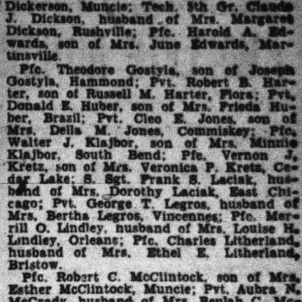 Dickerson, Muncie; Tech. 5th Gr. Claude
J. Dickson, husband of Mrs. Margaret
Dickson, Rushville; Pfc. Harold A. Ed-
wards, son of Mrs. June Edwards, Mar-
tinsville.
Pfc. Theodore Gostyla, son of Joseph
Gostyla, Hammond; Pvt. Robert B. Har-
ter, son of Russell M. Harter, Flora; Pvt.
Donald E. Huber, son of Mrs. Frieda Hu-
ber, Brazil; Pvt. Cleo E. Jones, son of
Mrs. Della M. Jones, Commiskey; Pfc.
Walter J. Klajbor, son of Mrs. Minnie
Klajbor, South Bend; Pfc. Vernon J.
Kretz, son of Mrs. Veronica P. Kretz, Ce-
dar Lake; S. Sgt. Frank S. Laciak, hus-
band of Mrs. Dorothy Laciak, East Chi-
cago; Pvt. George T. Legros, husband of
Mrs. Bertha Legros, Vincennes; Pfc. Mer-
rill O. Lindley, husband of Mrs. Louise H.
Lindley, Orleans; Pfc. Charles Litherland,
husband of Mrs. Ethel E. Litherland,
Bristow.
Pfc. Robert C. McClintock, son of Mrs.
Esther McClintock, Muncie; Pvt. Aubra N.
McCrady, husband of Mrs. Beulah